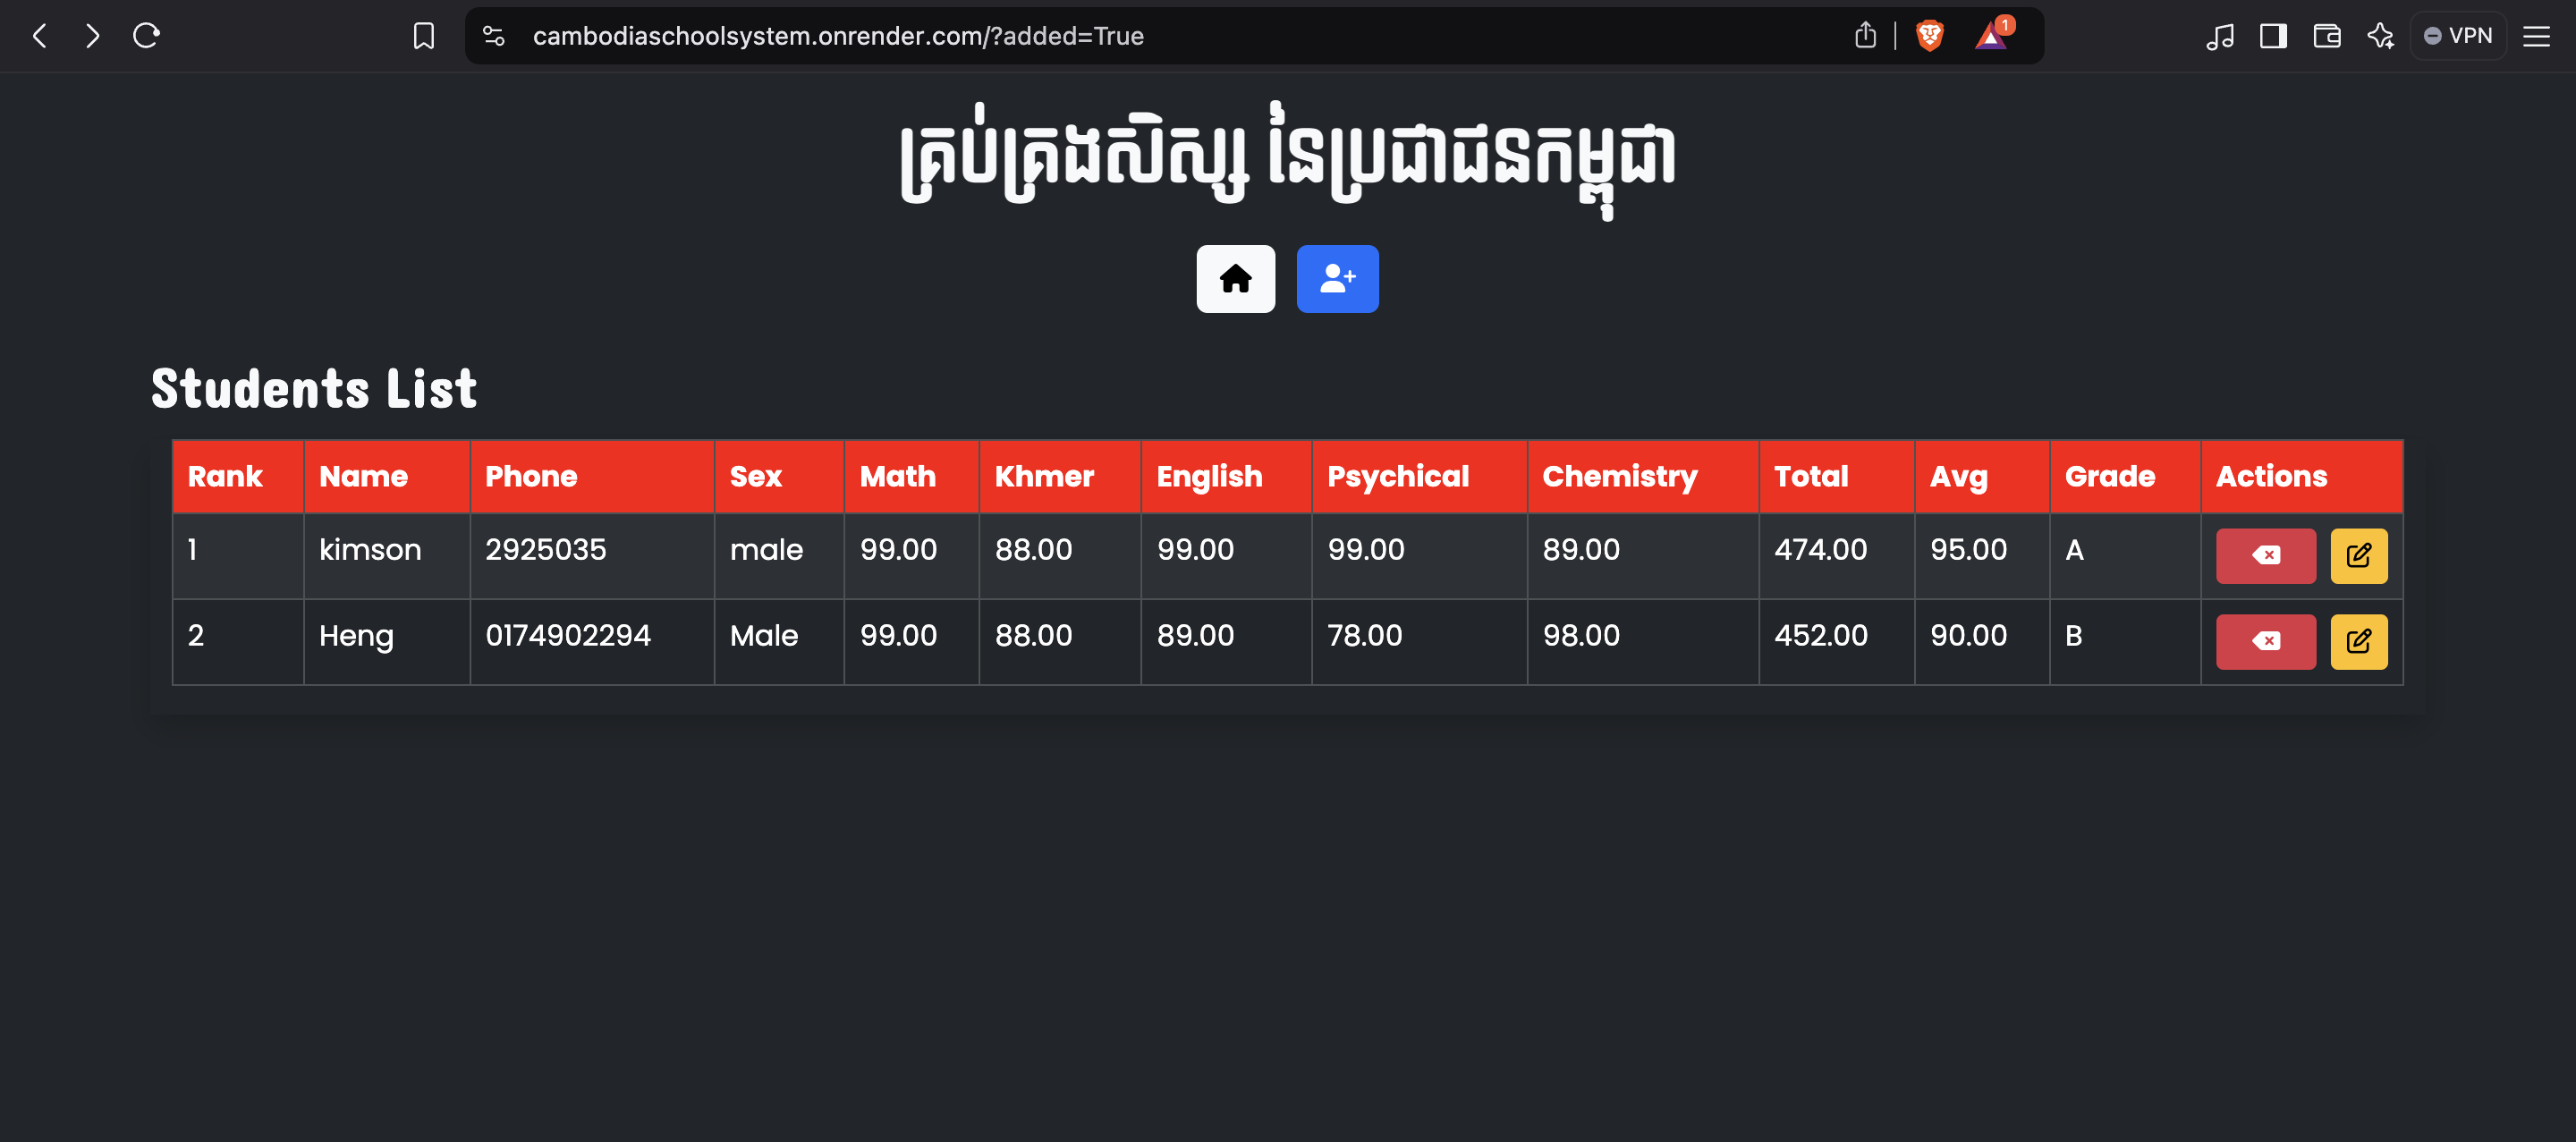 cambodiaschoolsystem.onrender.com/?added=True
1
VPN
គ្រប់គ្រងសិស្ស នៃប្រជាជនកម្ពុជា
Students List
Rank Name Phone Sex Math Khmer English Psychical Chemistry Total Avg Grade Actions
1 kimson 2925035 male 99.00 88.00 99.00 99.00 89.00 474.00 95.00 A
2 Heng 0174902294 Male 99.00 88.00 89.00 78.00 98.00 452.00 90.00 B